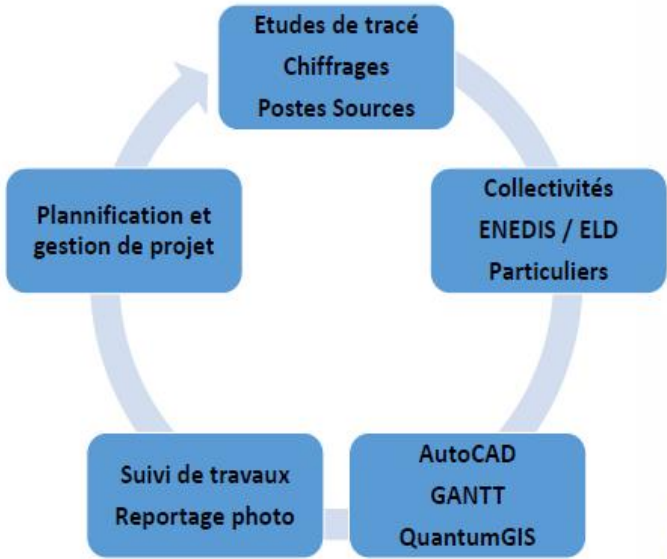 Etudes de tracé
Chiffrages
Postes Sources
Collectivités
ENEDIS / ELD
Particuliers
AutoCAD
GANTT
QuantumGIS
Suivi de travaux
Reportage photo
Plannification et
gestion de projet